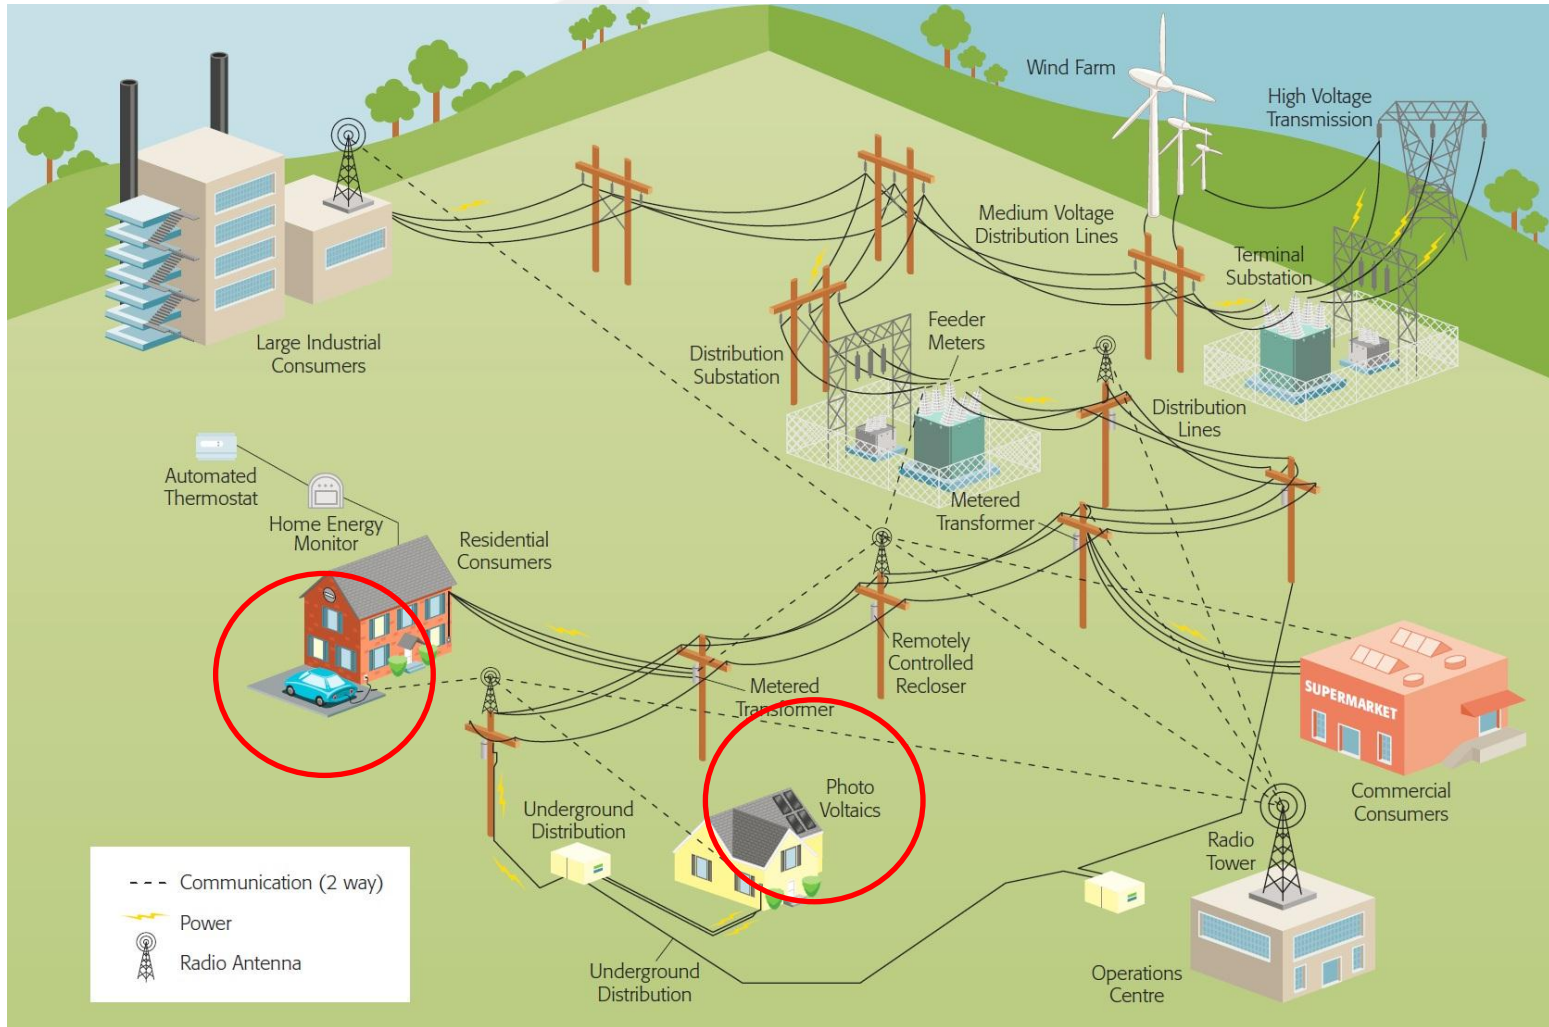 Wind Farm
High Voltage
Transmission
Medium Voltage
Distribution Lines
Terminal
Substation
Large Industrial
Consumers
Distribution
Substation
Feeder
Meters
Distribution
Lines
Automated
Thermostat
Home Energy
Monitor
Residential
Consumers
Metered
Transformer
Remotely
Controlled
Recloser
Metered
Transformer
SUPERMARKET
Commercial
Consumers
Photo
Voltaics
Underground
Distribution
Radio
Tower
Communication (2 way)
Power
Radio Antenna
Underground
Distribution
Operations
Centre